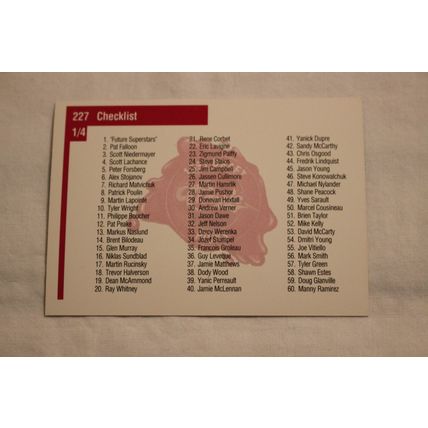 227 Checklist
1/4
1. "Future Superstars"
2. Pat Falloon
3. Scott Niedermayer
4. Scott Lachance
5. Peter Forsberg
6. Alek Stojanov
7. Richard Matvichuk
8. Patrick Poulin
9. Martin Lapointe
10. Tyler Wright
11. Philippe Boucher
12. Pat Peake
13. Markus Naslund
14. Brent Bilodeau
15. Glen Murray
16. Niklas Sundblad
17. Martin Rucinsky
18. Trevor Halverson
19. Dean McAmmond
20. Ray Whitney
21. Rene Corbet
22. Eric Lavigne
23. Zigmund Palffy
24. Steve Staios
25. Jim Campbell
26. Jassen Cullimore
27. Martin Hamrlik
28. Jamie Pushor
29. Donevan Hextall
30. Andrew Verner
31. Jason Dawe
32. Jeff Nelson
33. Darcy Werenka
34. Jozef Stumpel
35. Francois Groleau
36. Guy Leveque
37. Jamie Matthews
38. Dody Wood
39. Yanic Perreault
40. Jamie McLennan
41. Yanick Dupre
42. Sandy McCarthy
43. Chris Osgood
44. Fredrik Lindquist
45. Jason Young
46. Steve Konowalchuk
47. Michael Nylander
48. Shane Peacock
49. Yves Sarault
50. Marcel Cousineau
51. Brien Taylor
52. Mike Kelly
53. David McCarty
54. Dmitri Young
55. Joe Vitiello
56. Mark Smith
57. Tyler Green
58. Shawn Estes
59. Doug Glanville
60. Manny Ramirez